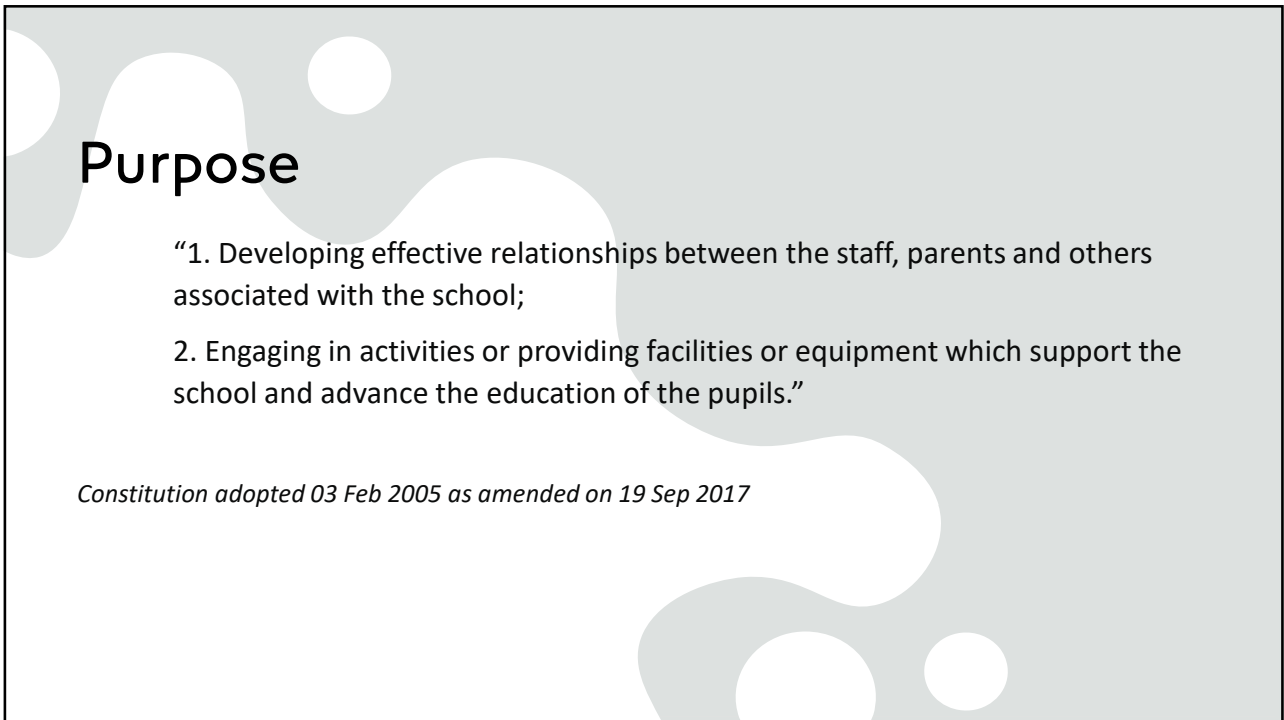 Purpose
“1. Developing effective relationships between the staff, parents and others
associated with the school;
2. Engaging in activities or providing facilities or equipment which support the
school and advance the education of the pupils.”
Constitution adopted 03 Feb 2005 as amended on 19 Sep 2017